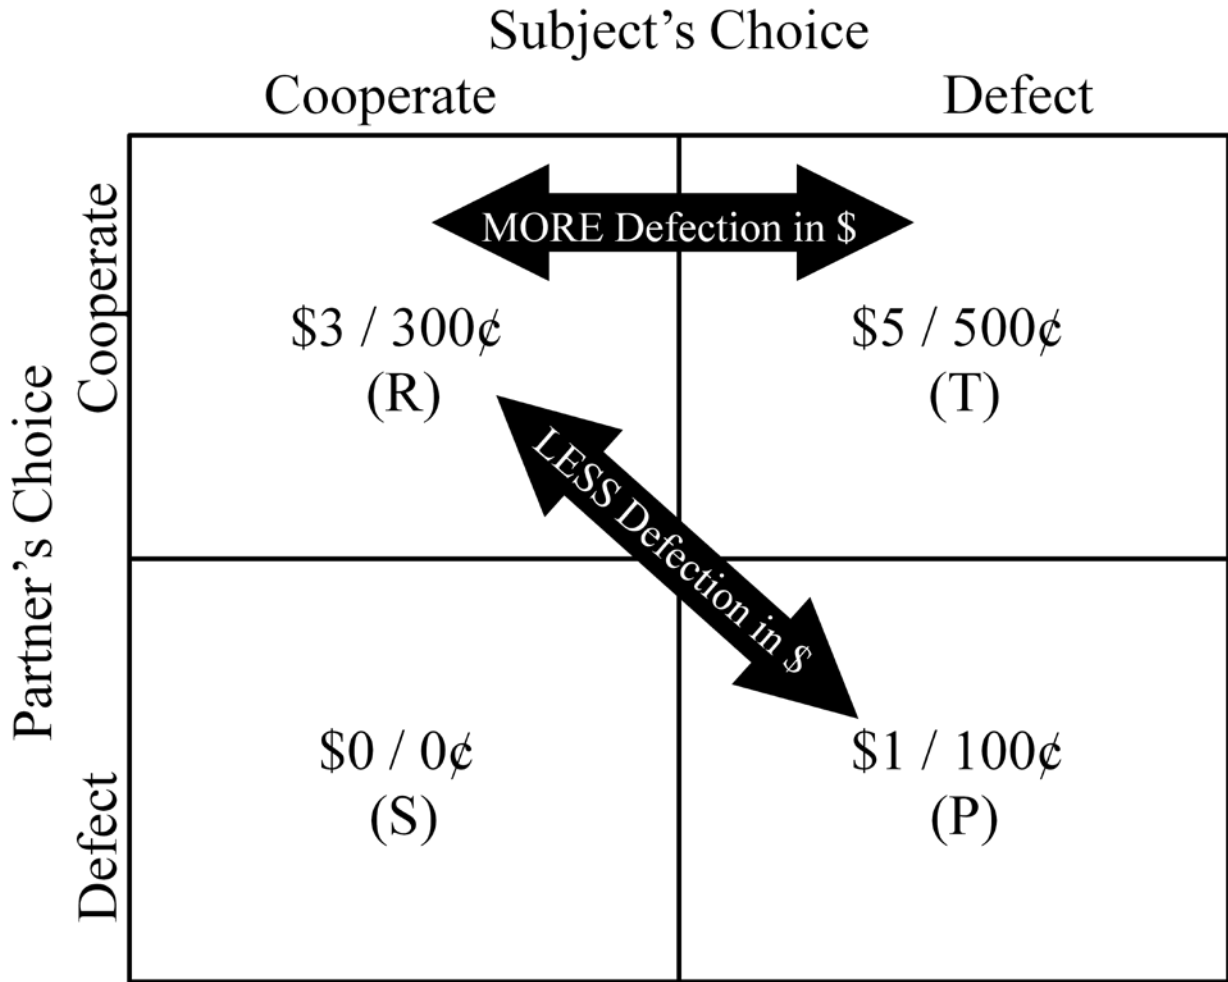 Subject’s Choice
Cooperate
Defect
Partner’s Choice
Cooperate
MORE Defection in $
$3 / 300¢
(R)
$5 / 500¢
(T)
LESS Defection in $
Defect
$0 / 0¢
(S)
$1 / 100¢
(P)